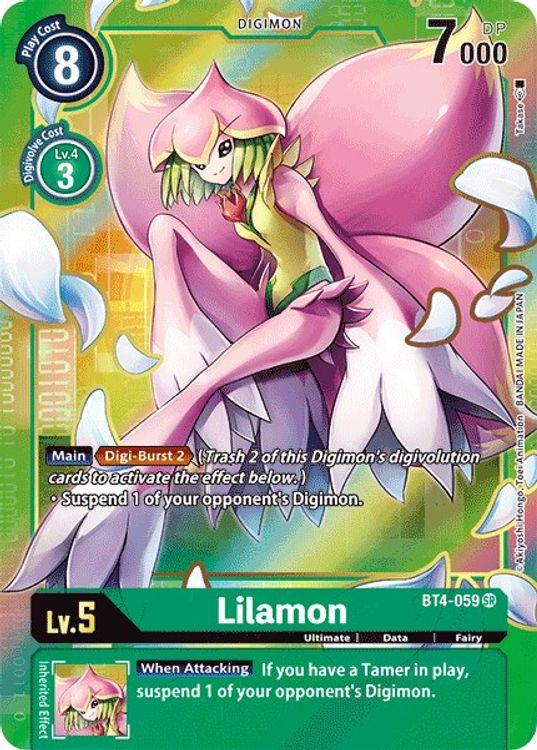 Play Cost
8
DIGIMON
7000
DP
Digivolve Cost
Lv.4
3
Takase
Main Digi-Burst 2 (Trash 2 of this Digimon's digivolution
cards to activate the effect below.)
• Suspend 1 of your opponent's Digimon.
©Akiyoshi Hongo, Toei Animation BANDAI MADE IN JAPAN
Lv.5
Lilamon
BT4-059 SR
Ultimate | Data | Fairy
Inherited Effect
When Attacking If you have a Tamer in play,
suspend 1 of your opponent's Digimon.